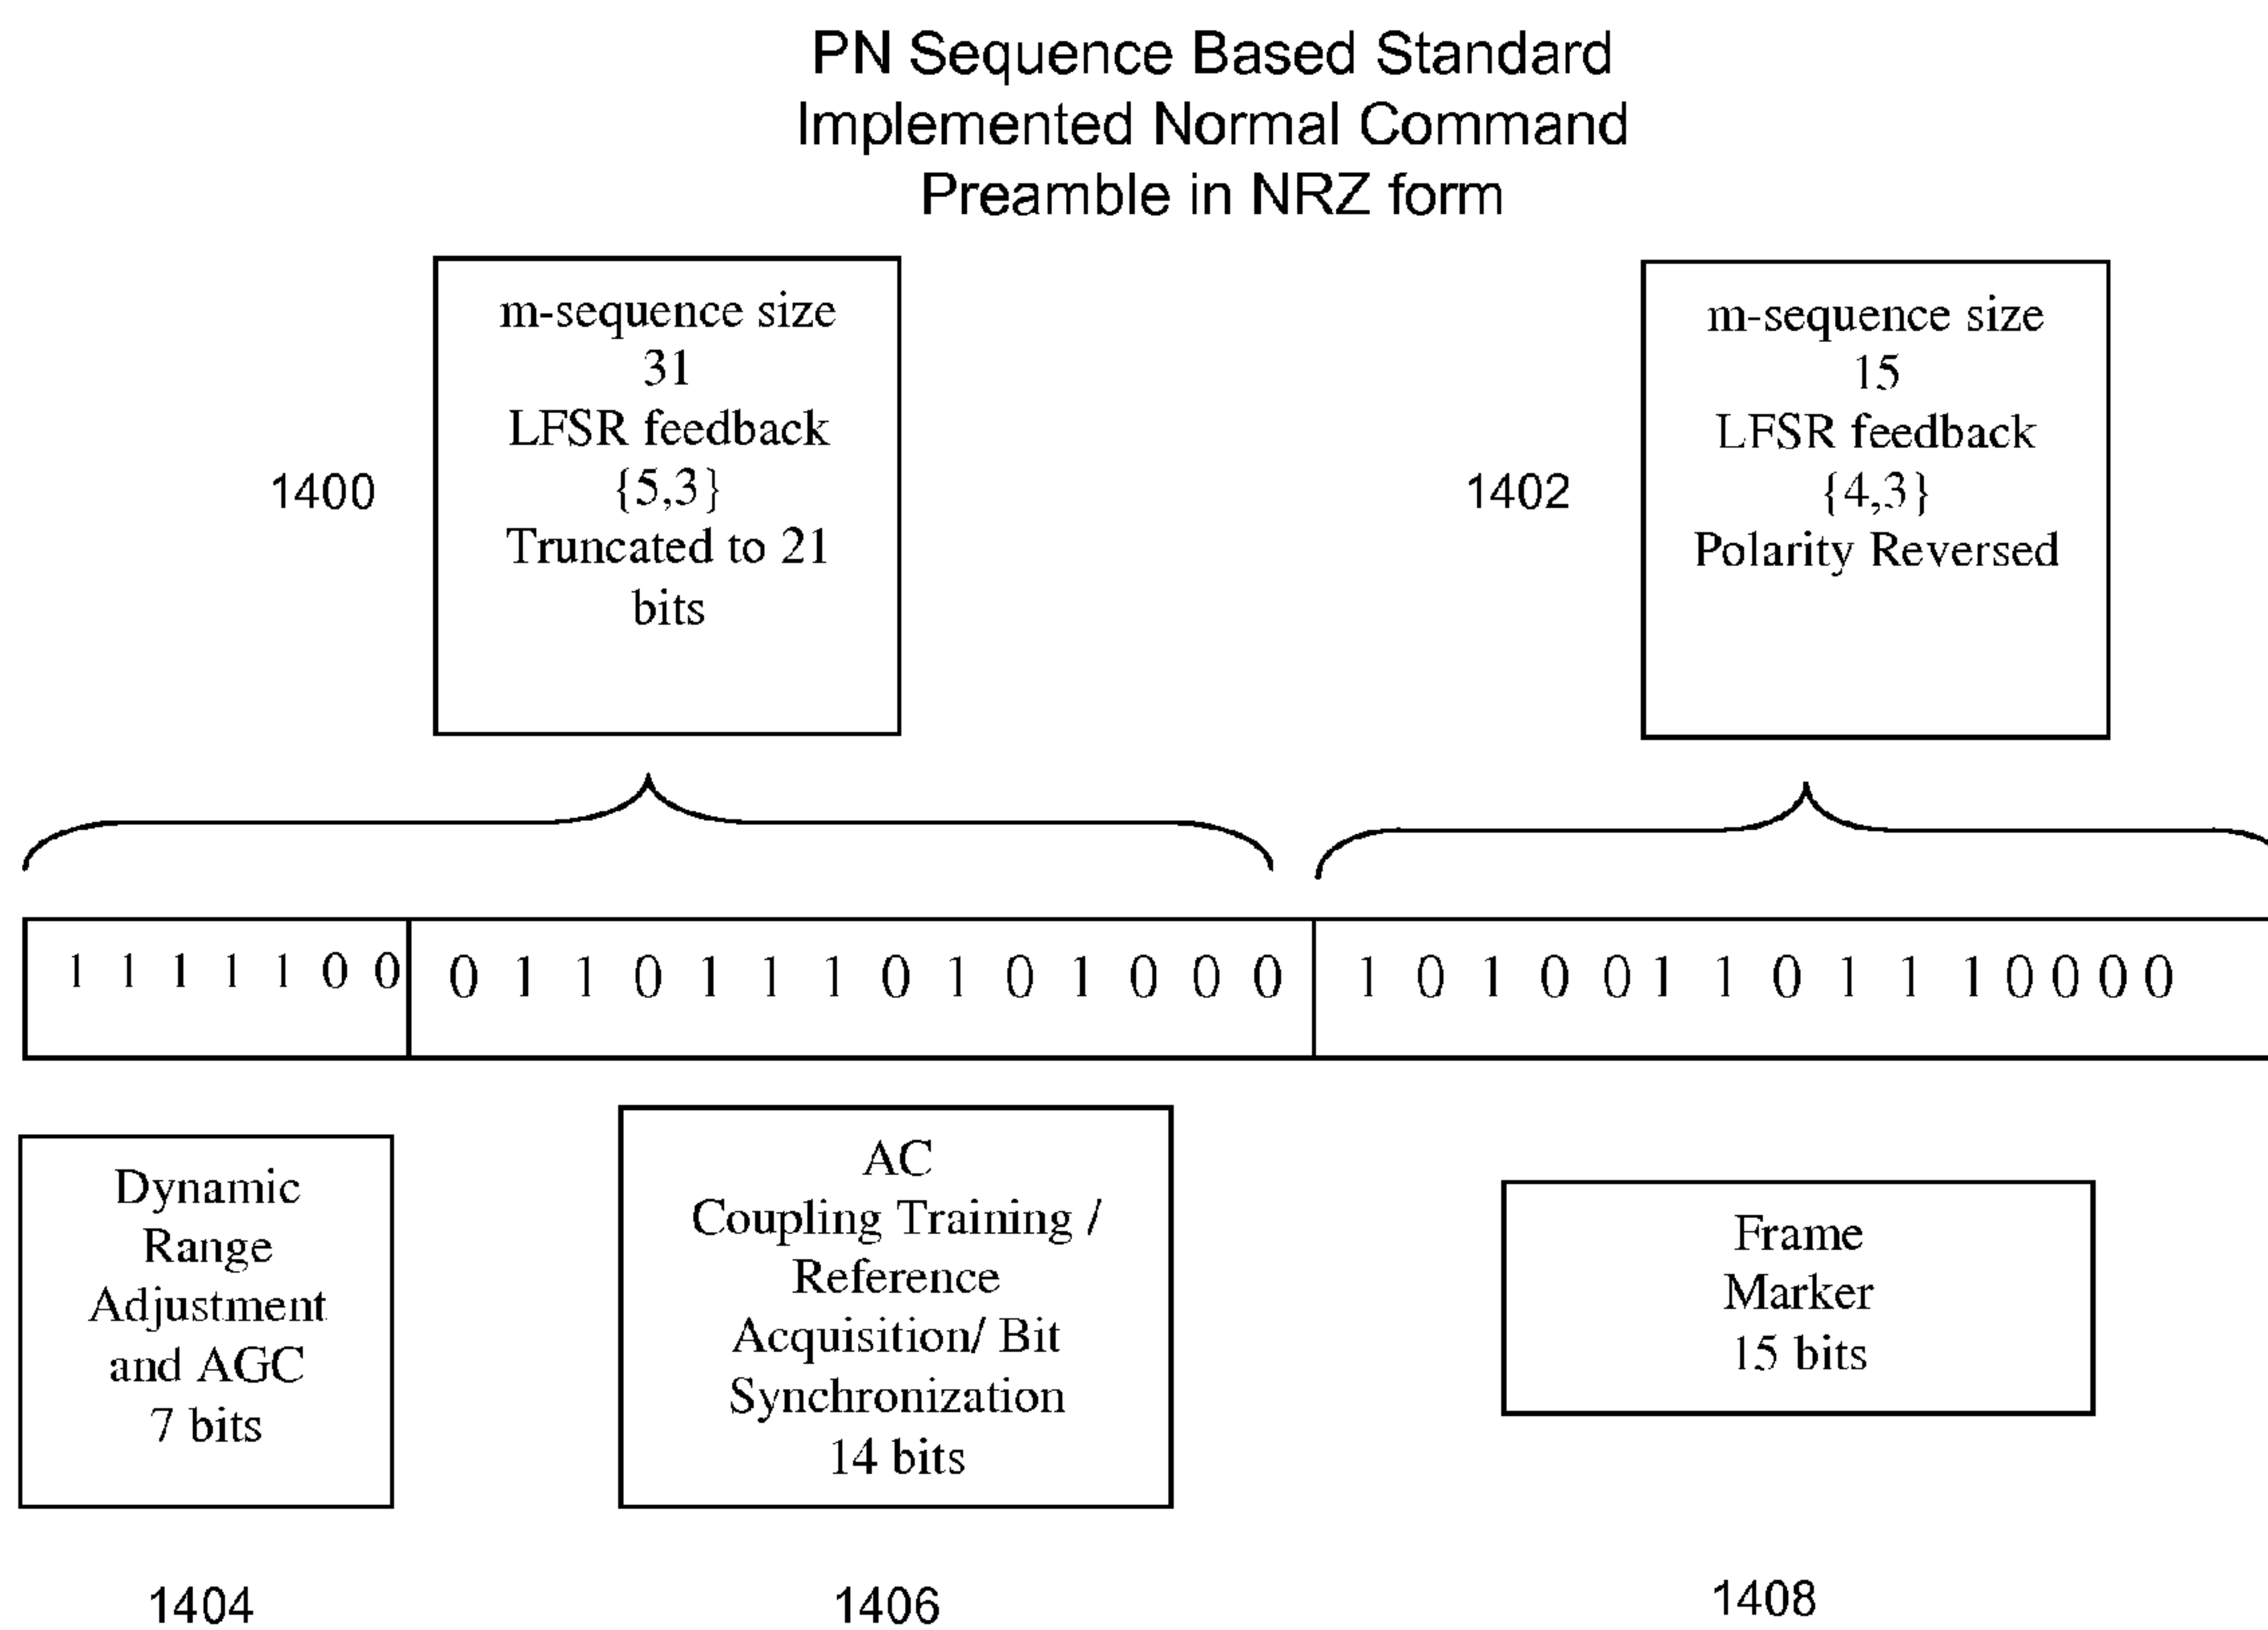 PN Sequence Based Standard
Implemented Normal Command
Preamble in NRZ form
m-sequence size
31
LFSR feedback
{5,3}
Truncated to 21
bits
1400
m-sequence size
15
LFSR feedback
{4,3}
Polarity Reversed
1402
1 1 1 1 1 0 0 0 1 1 0 1 1 1 0 1 0 1 0 0 0 1 0 1 0 0 1 1 0 1 1 1 0 0 0 0
Dynamic
Range
Adjustment
and AGC
7 bits
AC
Coupling Training /
Reference
Acquisition/ Bit
Synchronization
14 bits
Frame
Marker
15 bits
1404
1406
1408